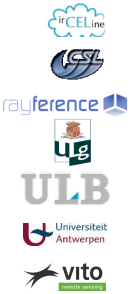 irCELine
CSL
rayference
ulg
ULB
Universiteit
Antwerpen
vito
remote sensing